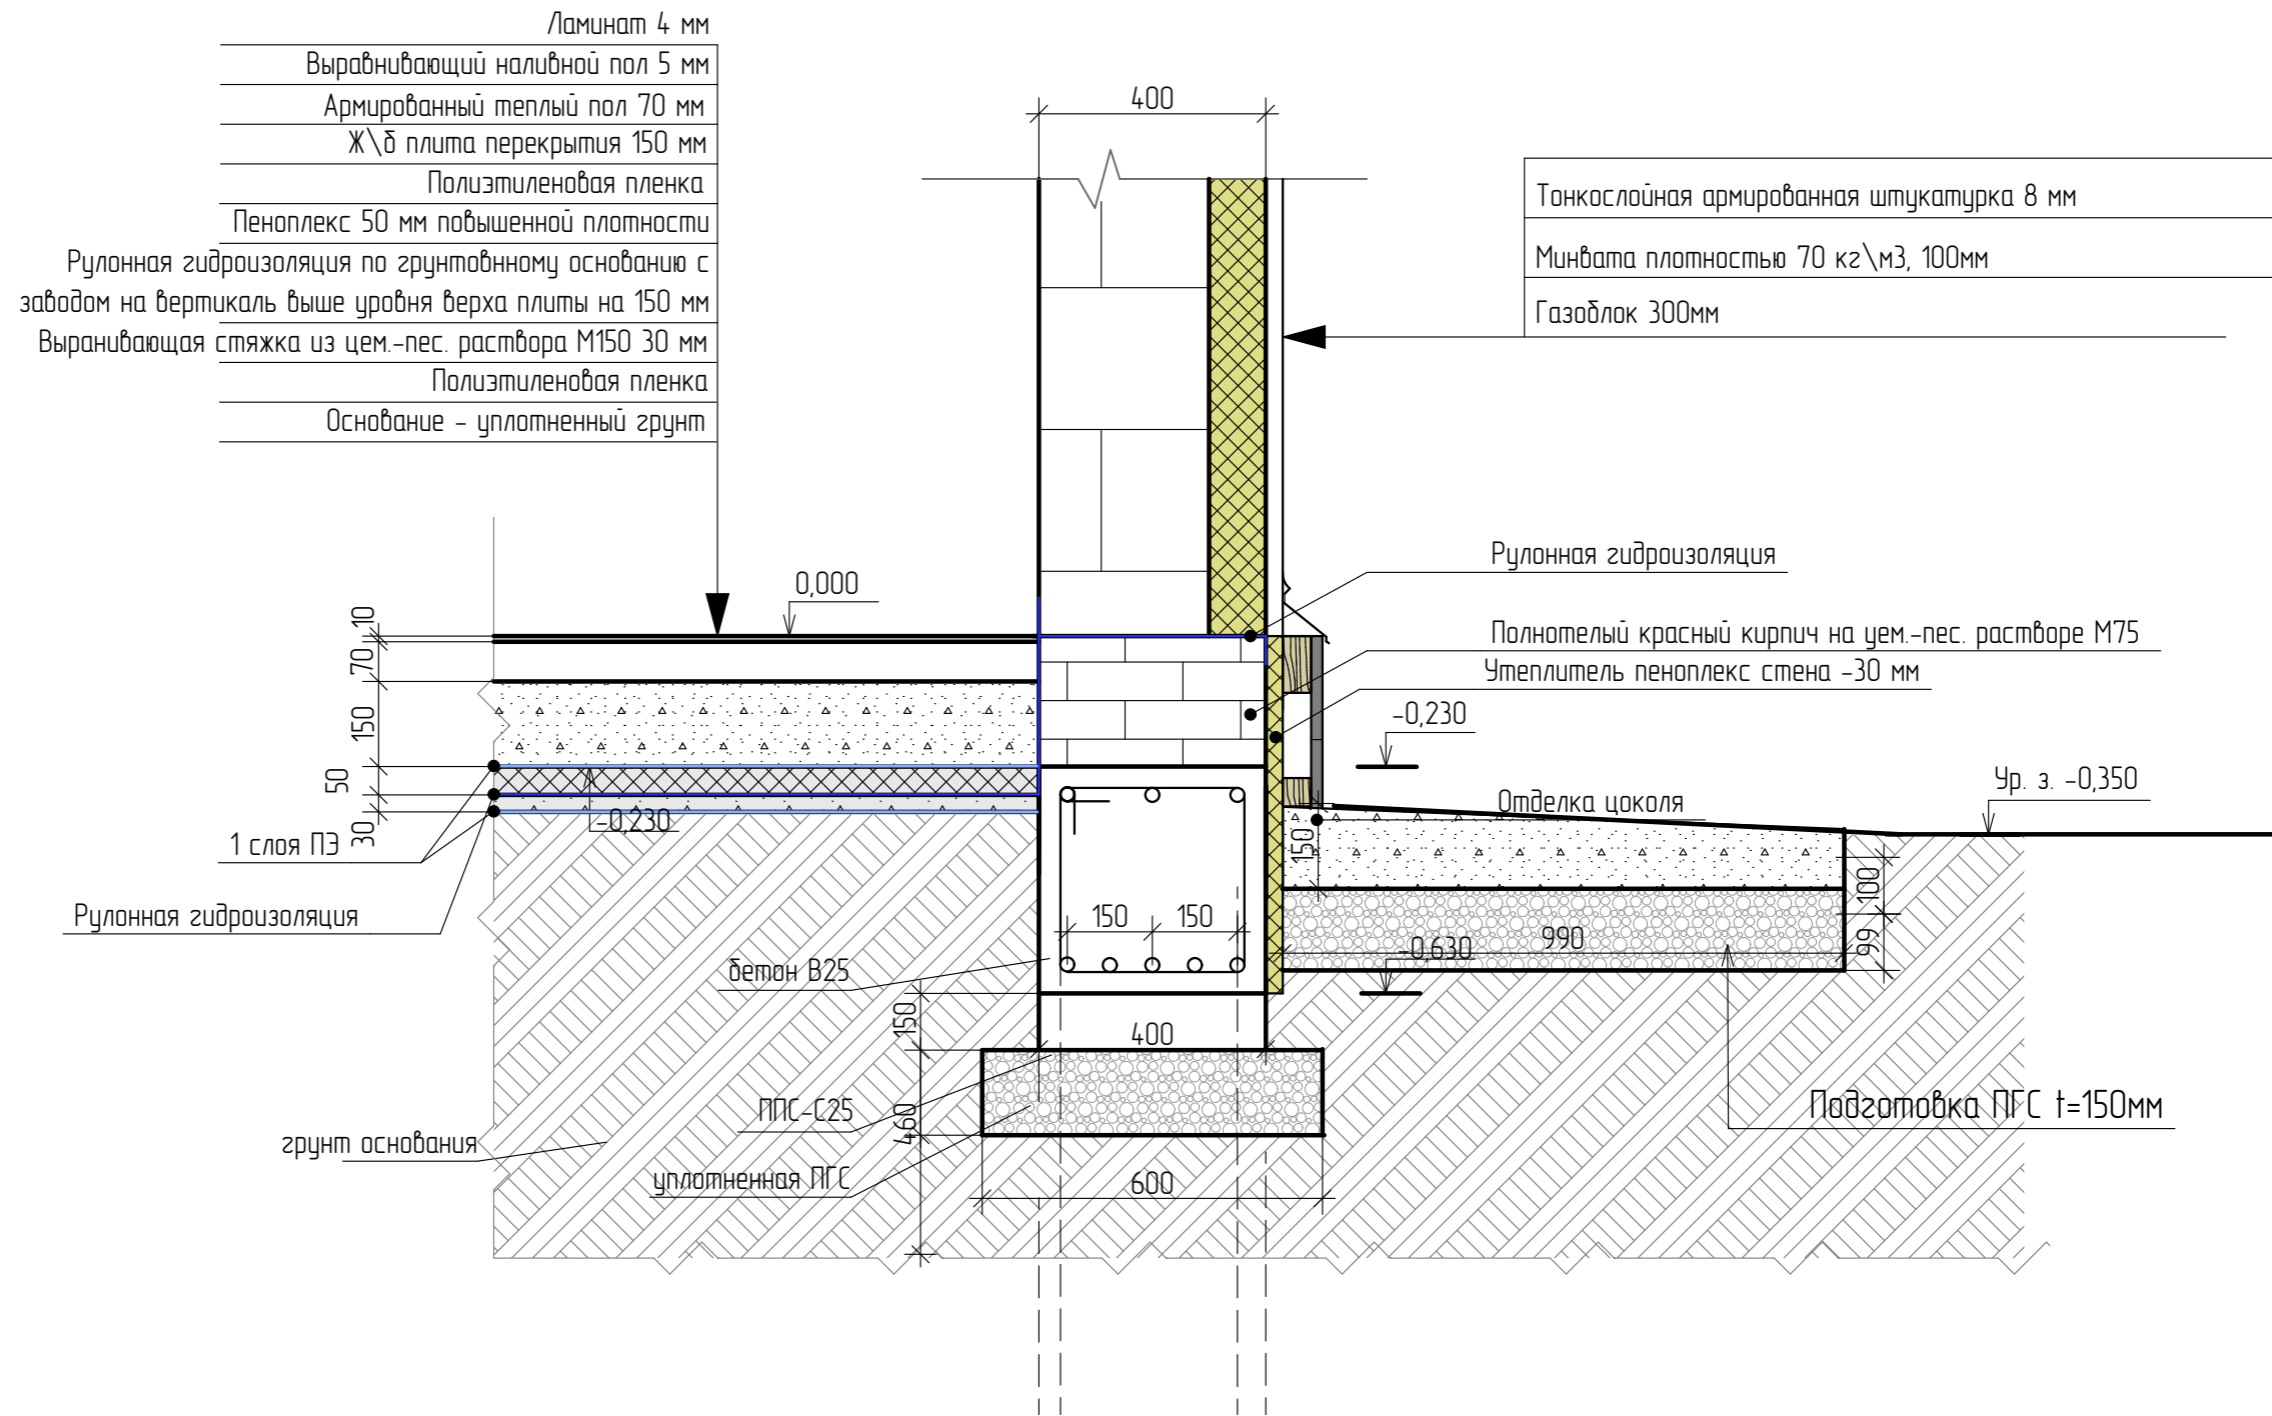 Ламинат 4 мм
Выравнивающий наливной пол 5 мм
Армированный теплый пол 70 мм
Ж\б плита перекрытия 150 мм
Полиэтиленовая пленка
Пеноплекс 50 мм повышенной плотности
Рулонная гидроизоляция по грунтовнному основанию с
заводом на вертикаль выше уровня верха плиты на 150 мм
Выранивающая стяжка из цем.-пес. раствора М150 30 мм
Полиэтиленовая пленка
Основание - уплотненный грунт
400
Тонкослойная армированная штукатурка 8 мм
Минвата плотностью 70 кг\м3, 100мм
Газоблок 300мм
Рулонная гидроизоляция
Полнотелый красный кирпич на уем.-пес. растворе М75
Утеплитель пеноплекс стена -30 мм
0,000
-0,230
Ур. з. -0,350
Отделка цоколя
10
70
150
50
30
-0,230
1 слоя ПЭ
Рулонная гидроизоляция
150
100
99
150 150
990
-0,630
бетон В25
150
400
460
ППС-С25
Подготовка ПГС t=150мм
грунт основания
уплотненная ПГС
600